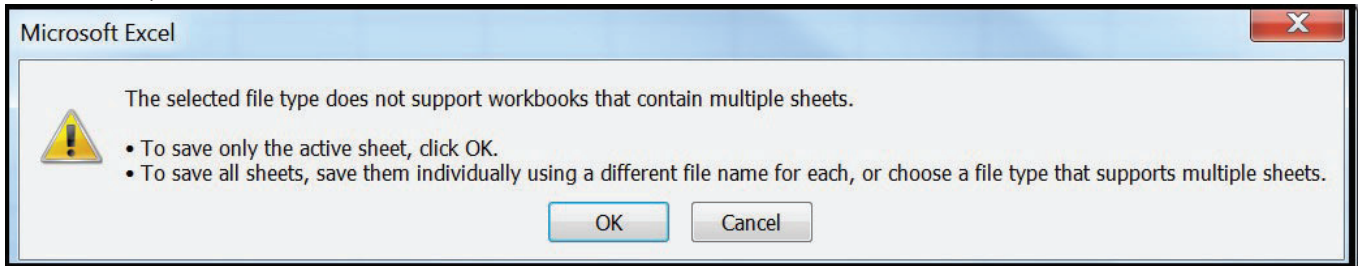 Microsoft Excel
X
The selected file type does not support workbooks that contain multiple sheets.
• To save only the active sheet, click OK.
• To save all sheets, save them individually using a different file name for each, or choose a file type that supports multiple sheets.
OK
Cancel